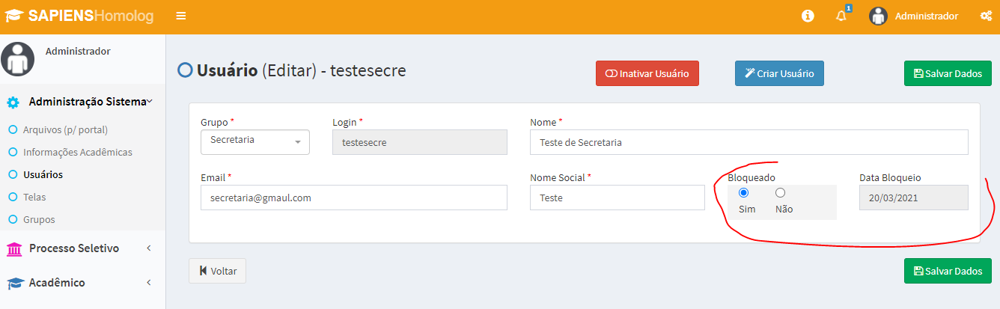 SAPIENSHomolog
1
Administrador
Administrador
Administração Sistema
Arquivos (p/ portal)
Informações Acadêmicas
Usuários
Telas
Grupos
Processo Seletivo
Acadêmico
Usuário (Editar) - testesecre
Inativar Usuário
Criar Usuário
Salvar Dados
Grupo *
Login *
Nome *
Secretaria
testesecre
Teste de Secretaria
Email *
Nome Social *
Bloqueado
Data Bloqueio
secretaria@gmaul.com
Teste
Sim
Não
20/03/2021
Voltar
Salvar Dados